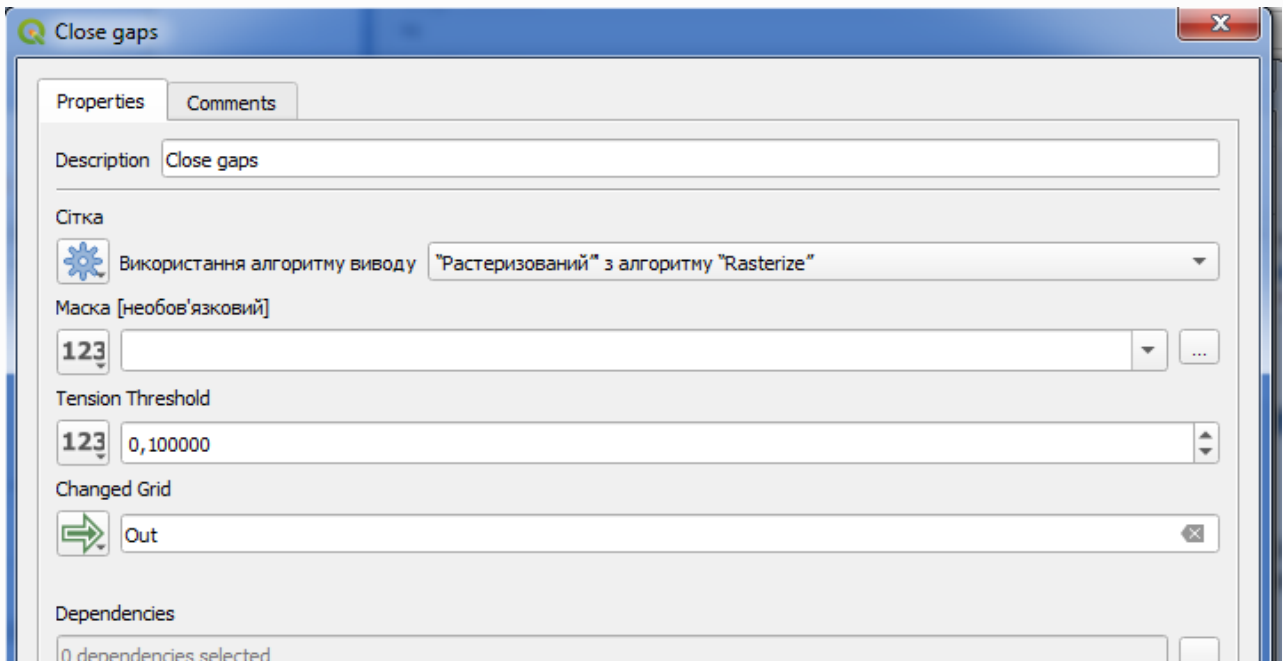 Close gaps
Properties Comments
Description Close gaps
Сітка
Використання алгоритму виводу "Растеризований'" з алгоритму "Rasterize"
Маска [необов'язковий]
123 ...
Tension Threshold
123 0,100000
Changed Grid
Out
Dependencies
0 dependencies selected